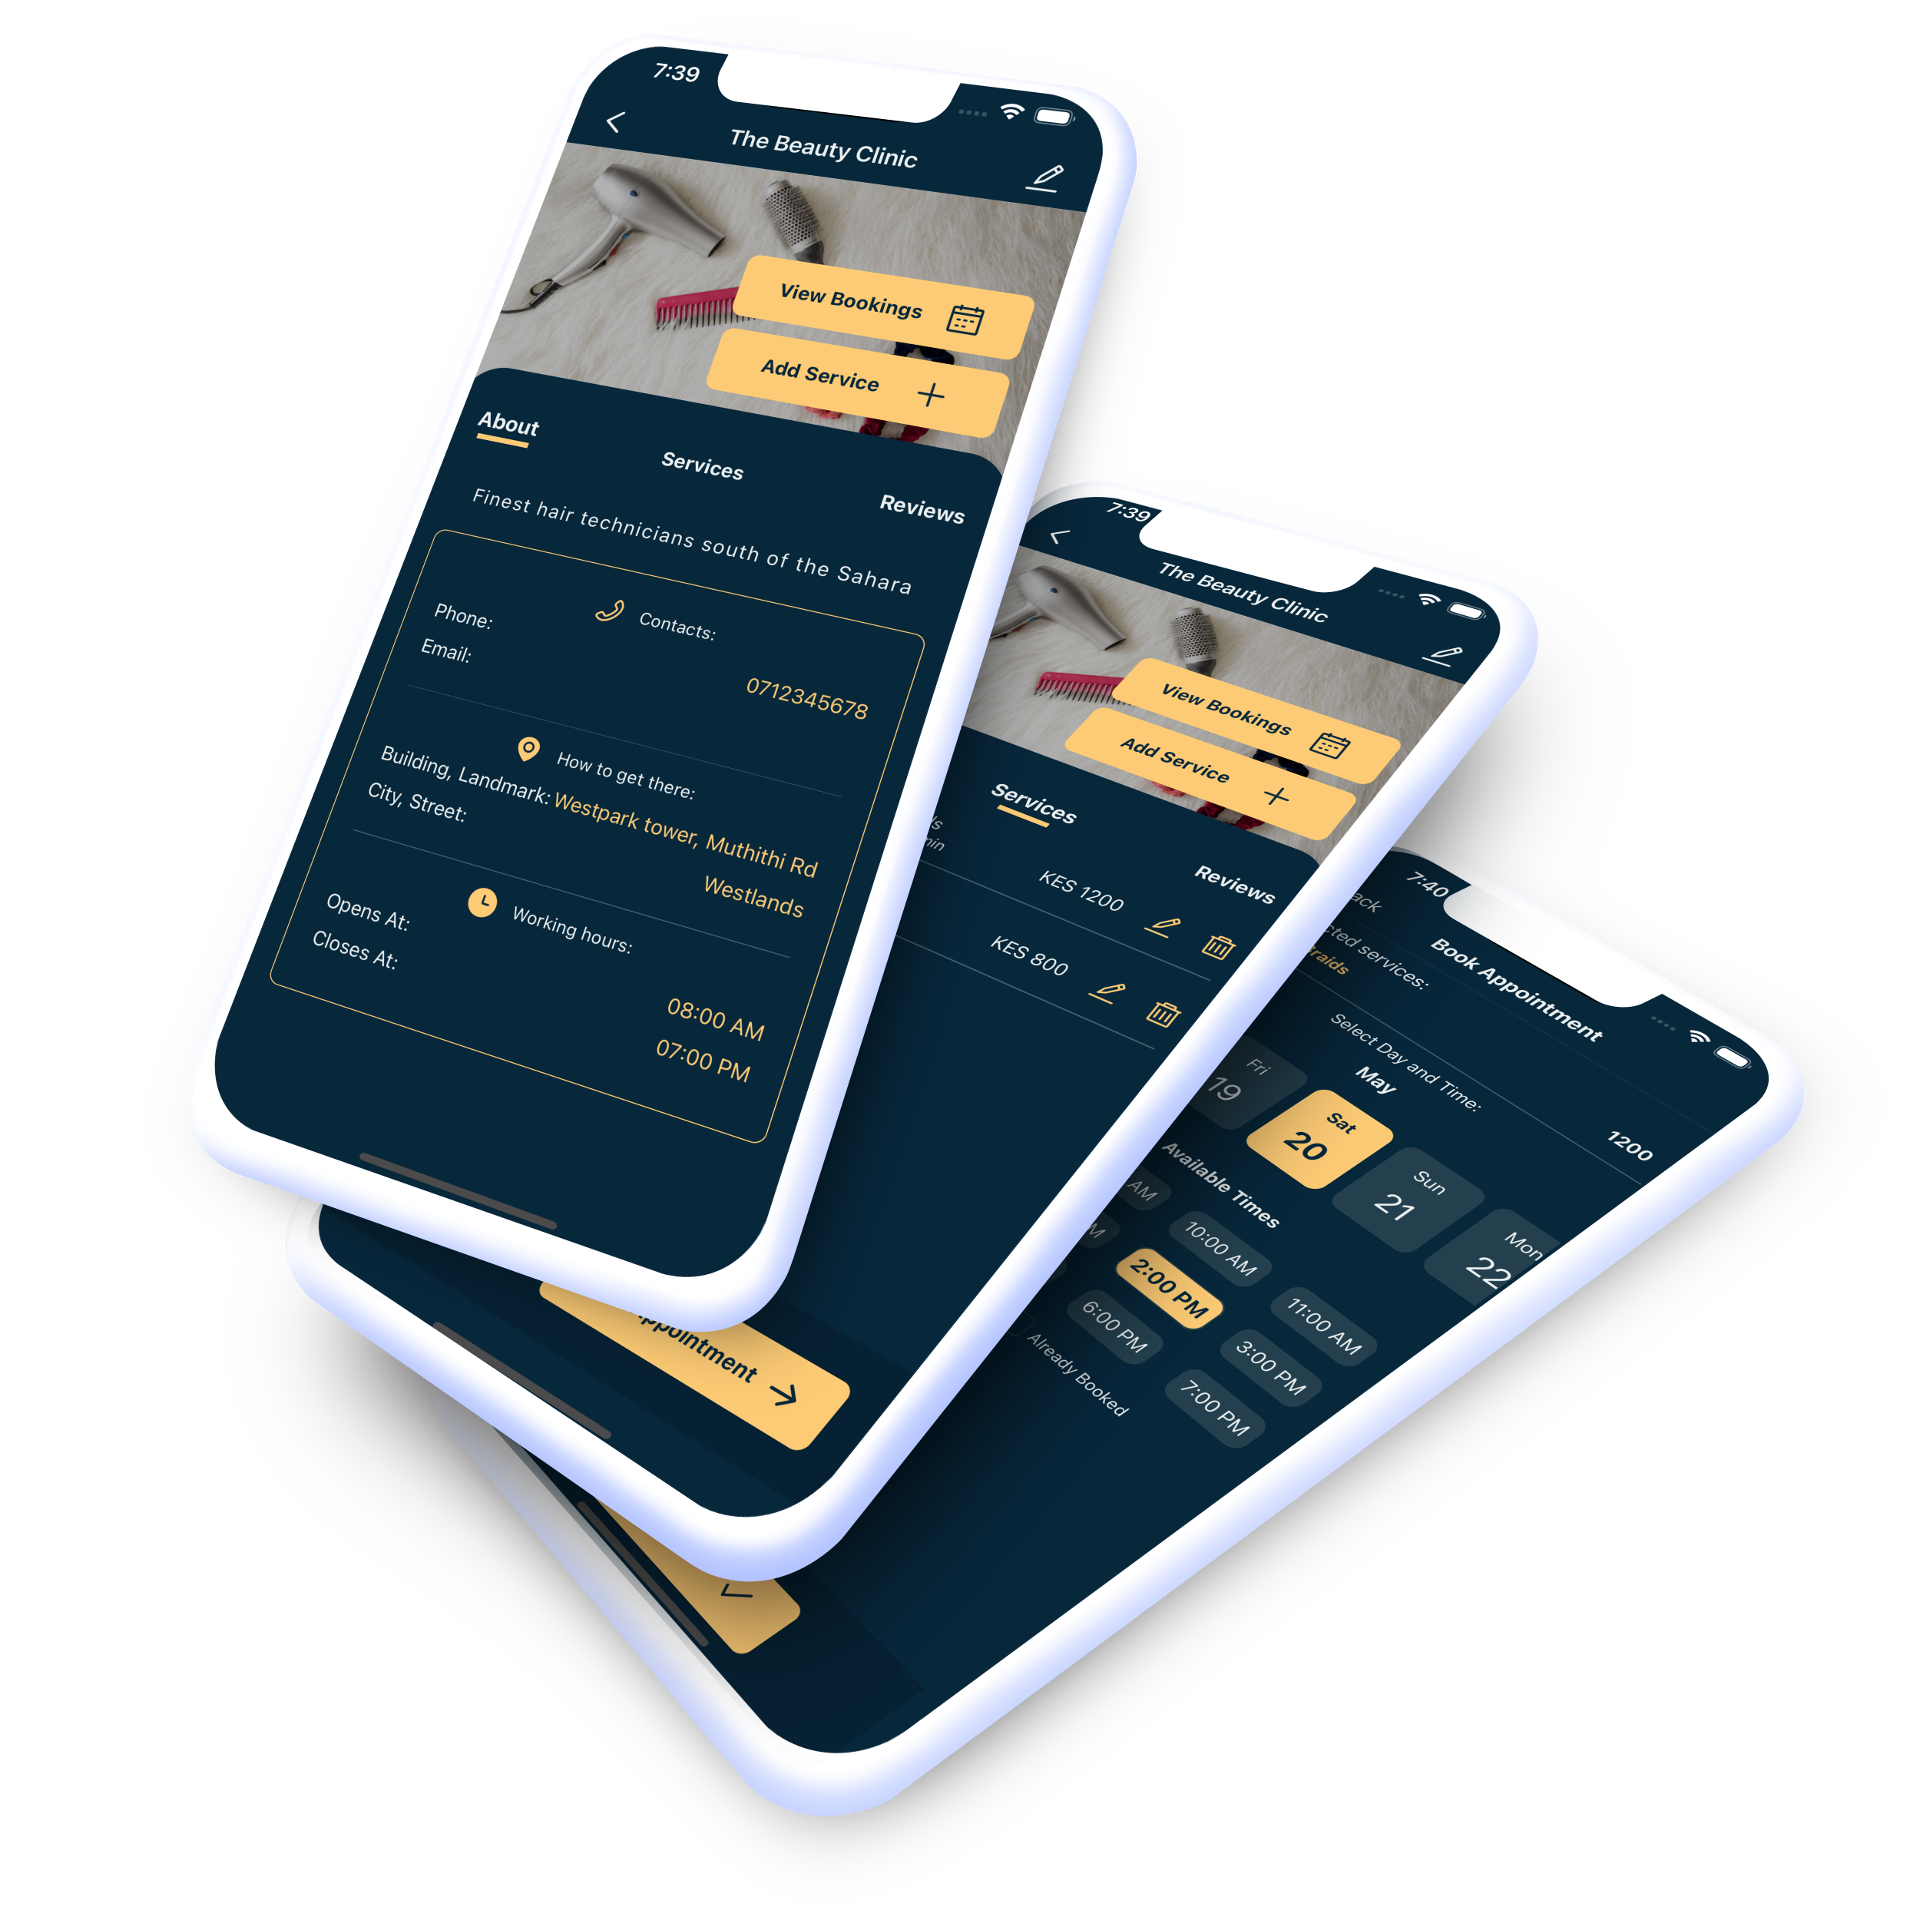 7:39
The Beauty Clinic
View Bookings
Add Service
About
Services
Reviews
Finest hair technicians south of the Sahara
Contacts:
Phone:
0712345678
Email:
How to get there:
Building, Landmark: Westpark tower, Muthithi Rd
City, Street:
Westlands
Working hours:
Opens At:
08:00 AM
Closes At:
07:00 PM
7:39
The Beauty Clinic
View Bookings
Add Service
Services
Reviews
KES 1200
KES 800
7:40
Book Appointment
services:
1200
Select Day and Time:
May
Fri
19
Sat
20
Sun
21
Mon
22
Available Times
AM
10:00 AM
11:00 AM
2:00 PM
3:00 PM
6:00 PM
7:00 PM
Already Booked